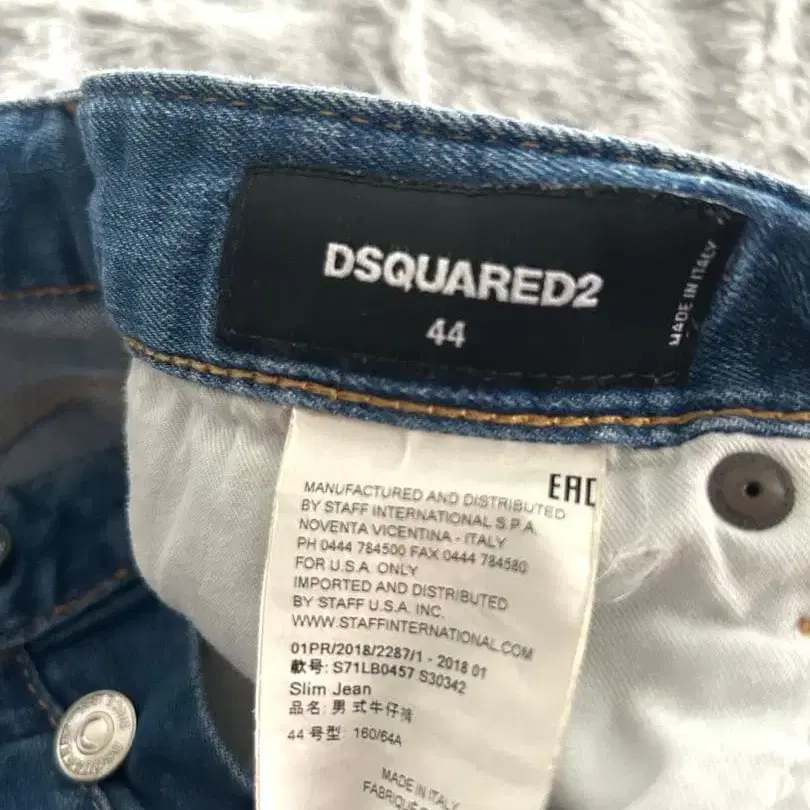 DSQUARED2
44
MADE IN ITALY
EAC
MANUFACTURED AND DISTRIBUTED
BY STAFF INTERNATIONAL S.P.A.
NOVENTA VICENTINA - ITALY
PH 0444 784500 FAX 0444 784580
FOR U.S.A. ONLY
IMPORTED AND DISTRIBUTED
BY STAFF U.S.A. INC.
WWW.STAFFINTERNATIONAL.COM
01PR/2018/2287/1 - 2018 01
款号: S71LB0457 S30342
Slim Jean
品名: 男 式牛仔裤
44 号型: 160/64A
MADE IN ITALY